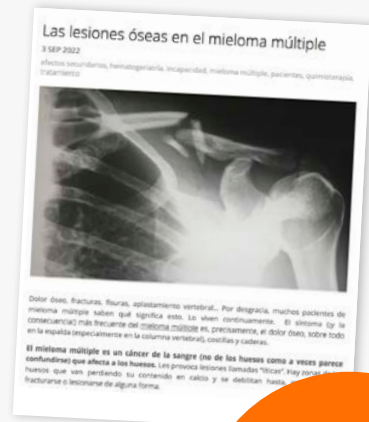 Las lesiones óseas en el mieloma múltiple
3 SEP 2022
efectos secundarios, hematogeriatría, incapacidad, mieloma múltiple, pacientes, quimioterapia,
tratamiento
Dolor óseo, fracturas, fisuras, aplastamiento vertebral... Por desgracia, muchos pacientes de
mieloma múltiple saben qué significa esto. Lo viven continuamente. El síntoma (y la
consecuencia) más frecuente del mieloma múltiple es, precisamente, el dolor óseo, sobre todo
en la espalda (especialmente en la columna vertebral), costillas y caderas.
El mieloma múltiple es un cáncer de la sangre (no de los huesos como a veces parece
confundirse) que afecta a los huesos. Les provoca lesiones llamadas "líticas". Hay zonas
huesos que van perdiendo su contenido en calcio y se debilitan hasta,
fracturarse o lesionarse de alguna forma.